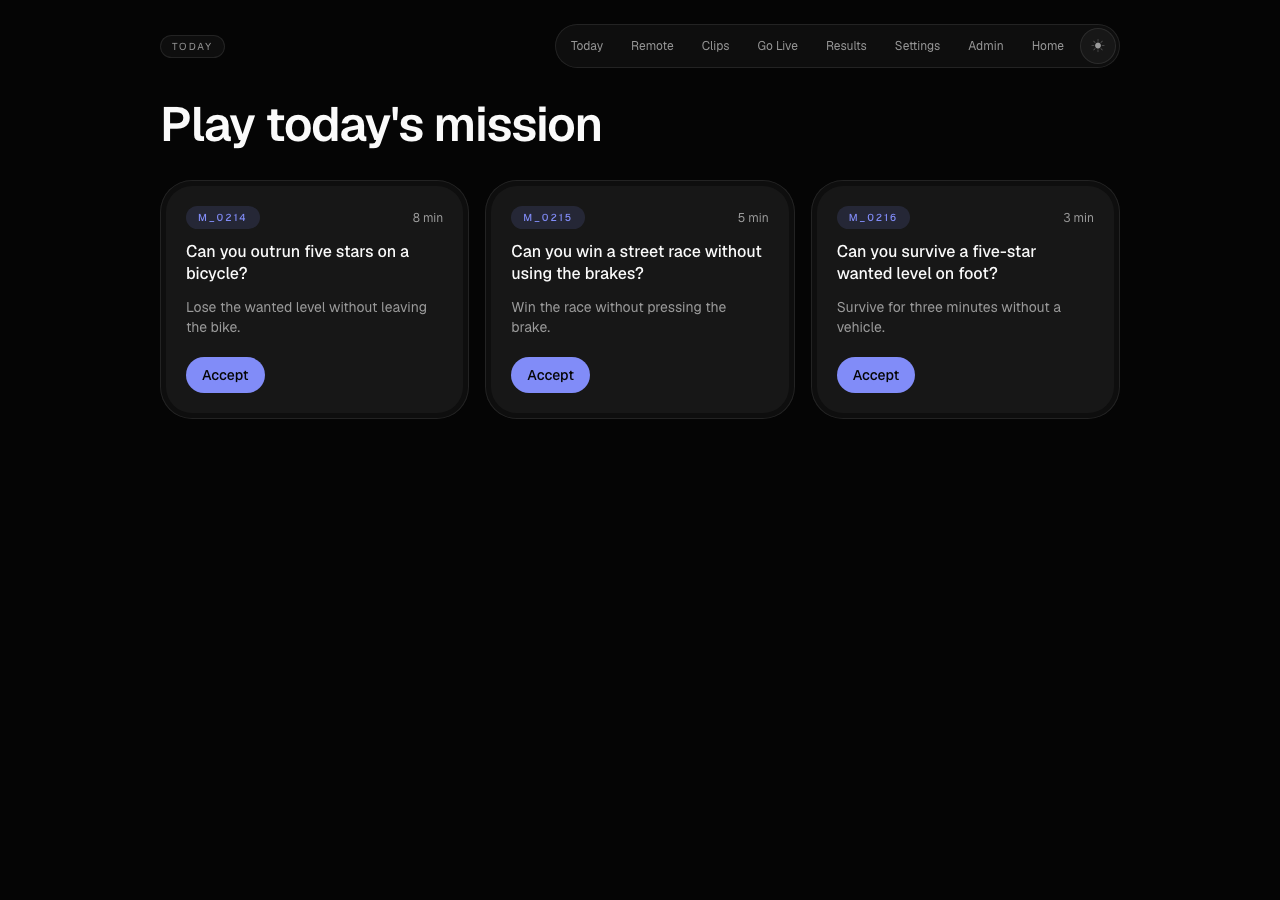 TODAY
Today Remote Clips Go Live Results Settings Admin Home
Play today's mission
M_0214 8 min
Can you outrun five stars on a
bicycle?
Lose the wanted level without leaving
the bike.
Accept
M_0215 5 min
Can you win a street race without
using the brakes?
Win the race without pressing the
brake.
Accept
M_0216 3 min
Can you survive a five-star
wanted level on foot?
Survive for three minutes without a
vehicle.
Accept